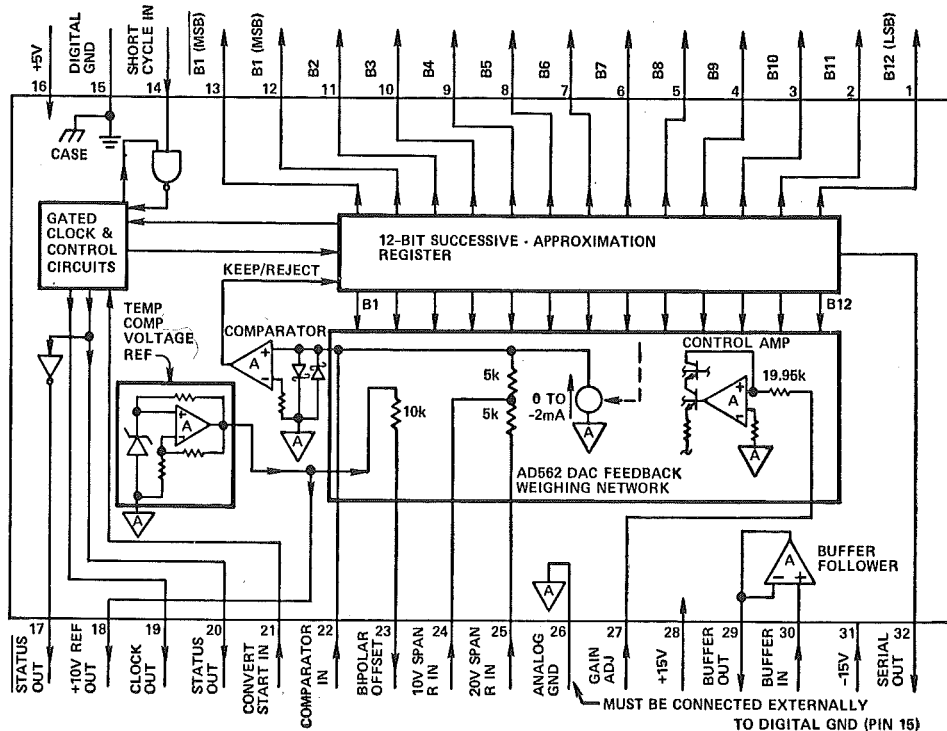 +5V
DIGITAL
GND
SHORT
CYCLE IN
B1 (MSB)
B1 (MSB)
B2
B3
B4
B5
B6
B7
B8
B9
B10
B11
B12 (LSB)
16 15 14 13 12 11 10 9 8 7 6 5 4 3 2 1
CASE
GATED
CLOCK &
CONTROL
CIRCUITS
12-BIT SUCCESSIVE - APPROXIMATION
REGISTER
KEEP/REJECT
B1
B12
TEMP
COMP
VOLTAGE
REF
COMPARATOR
CONTROL AMP
A
+
-
5k
5k
10k
0 TO
-2mA
A
19.95k
A
+
-
A
A
+
-
A
A
AD562 DAC FEEDBACK
WEIGHING NETWORK
A
BUFFER
FOLLOWER
A
-
+
17 18 19 20 21 22 23 24 25 26 27 28 29 30 31 32
STATUS
OUT
+10V REF
OUT
CLOCK
OUT
STATUS
OUT
CONVERT
START IN
COMPARATOR
IN
BIPOLAR
OFFSET
10V SPAN
R IN
20V SPAN
R IN
ANALOG
GND
GAIN
ADJ
+15V
BUFFER
OUT
BUFFER
IN
-15V
SERIAL
OUT
MUST BE CONNECTED EXTERNALLY
TO DIGITAL GND (PIN 15)